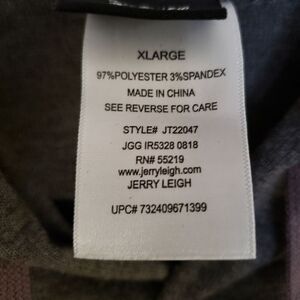 XLARGE
97%POLYESTER 3%SPANDEX
MADE IN CHINA
SEE REVERSE FOR CARE
STYLE# JT22047
JGG IR5328 0818
RN# 55219
www.jerryleigh.com
JERRY LEIGH
UPC# 732409671399